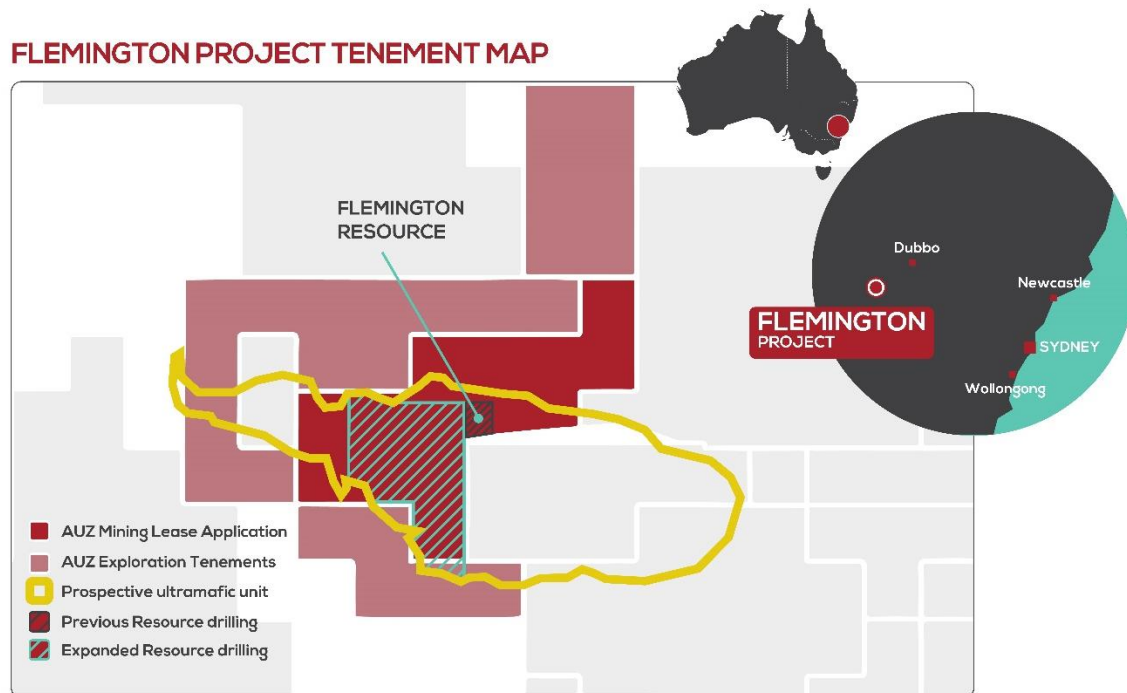 FLEMINGTON PROJECT TENEMENT MAP
FLEMINGTON
RESOURCE
Dubbo
Newcastle
FLEMINGTON
PROJECT
SYDNEY
Wollongong
AUZ Mining Lease Application
AUZ Exploration Tenements
Prospective ultramafic unit
Previous Resource drilling
Expanded Resource drilling